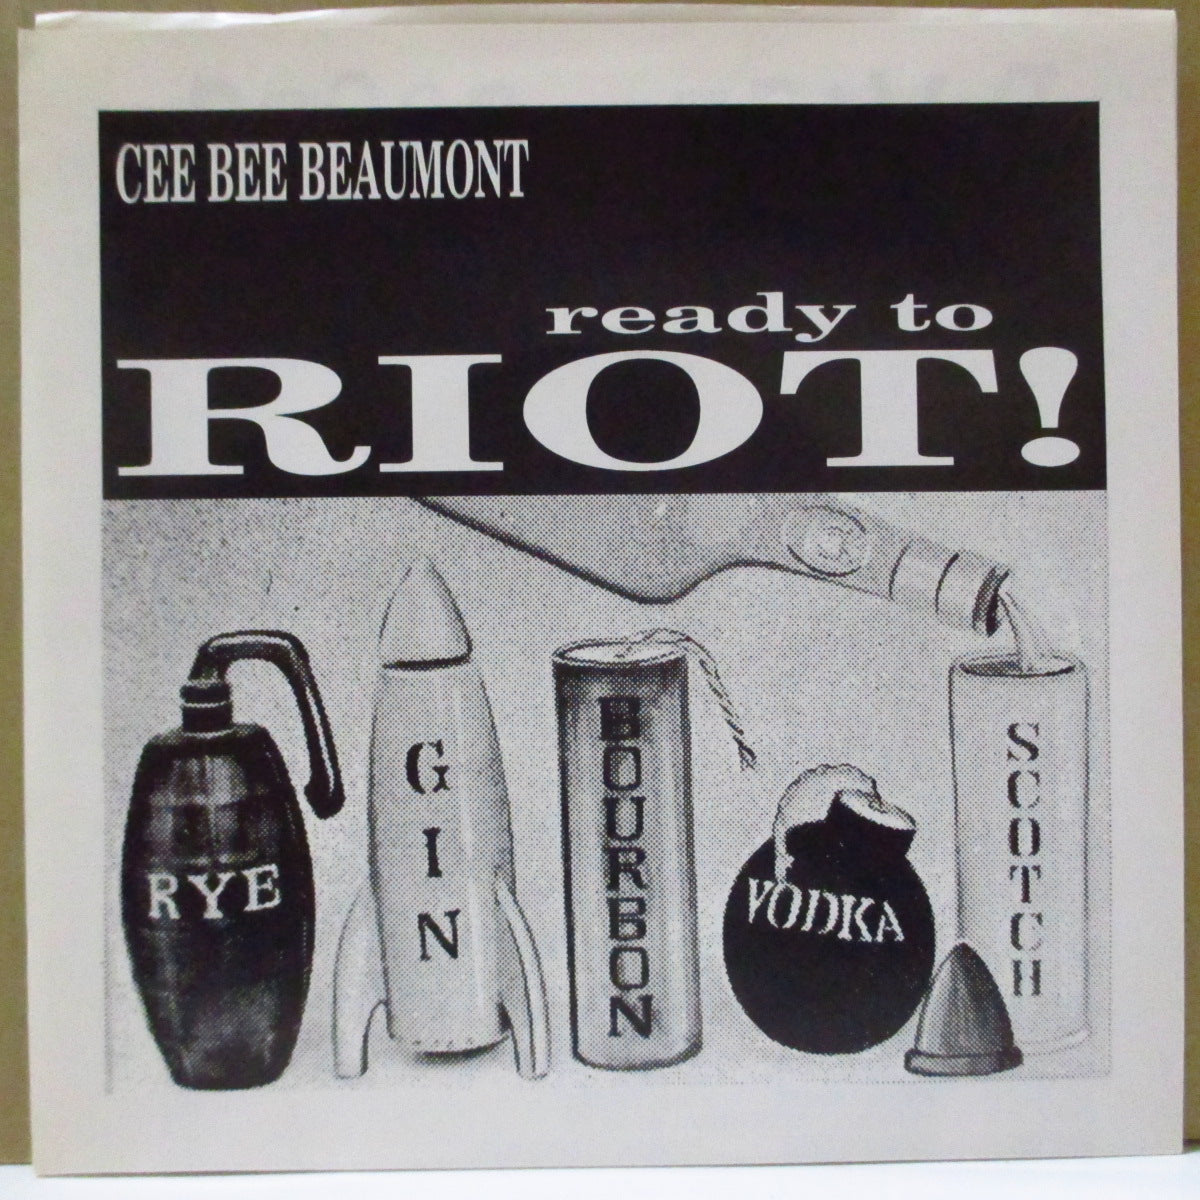 CEE BEE BEAUMONT
ready to
RIOT!
RYE
GIN
BOURBON
VODKA
SCOTCH